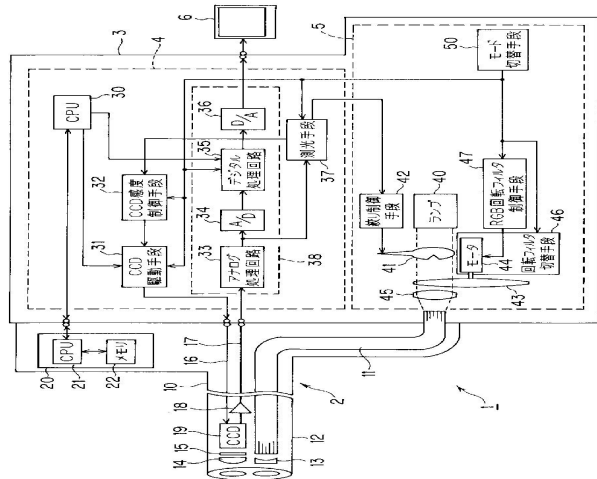 3
4
5
6
30
CPU
36
D/A
モード
切替手段
50
35
デジタル
処理回路
測光手段
37
32
CCD感度
制御手段
34
A/D
42
絞り制御
手段
40
ランプ
47
RGB回転フィルタ
制御手段
31
CCD
駆動手段
33
アナログ
処理回路
38
41
モータ
44
回転フィルタ
切替手段
46
45
43
20
CPU
21
メモリ
22
16
17
10
11
18
19
CCD
15
14
12
13
2
1